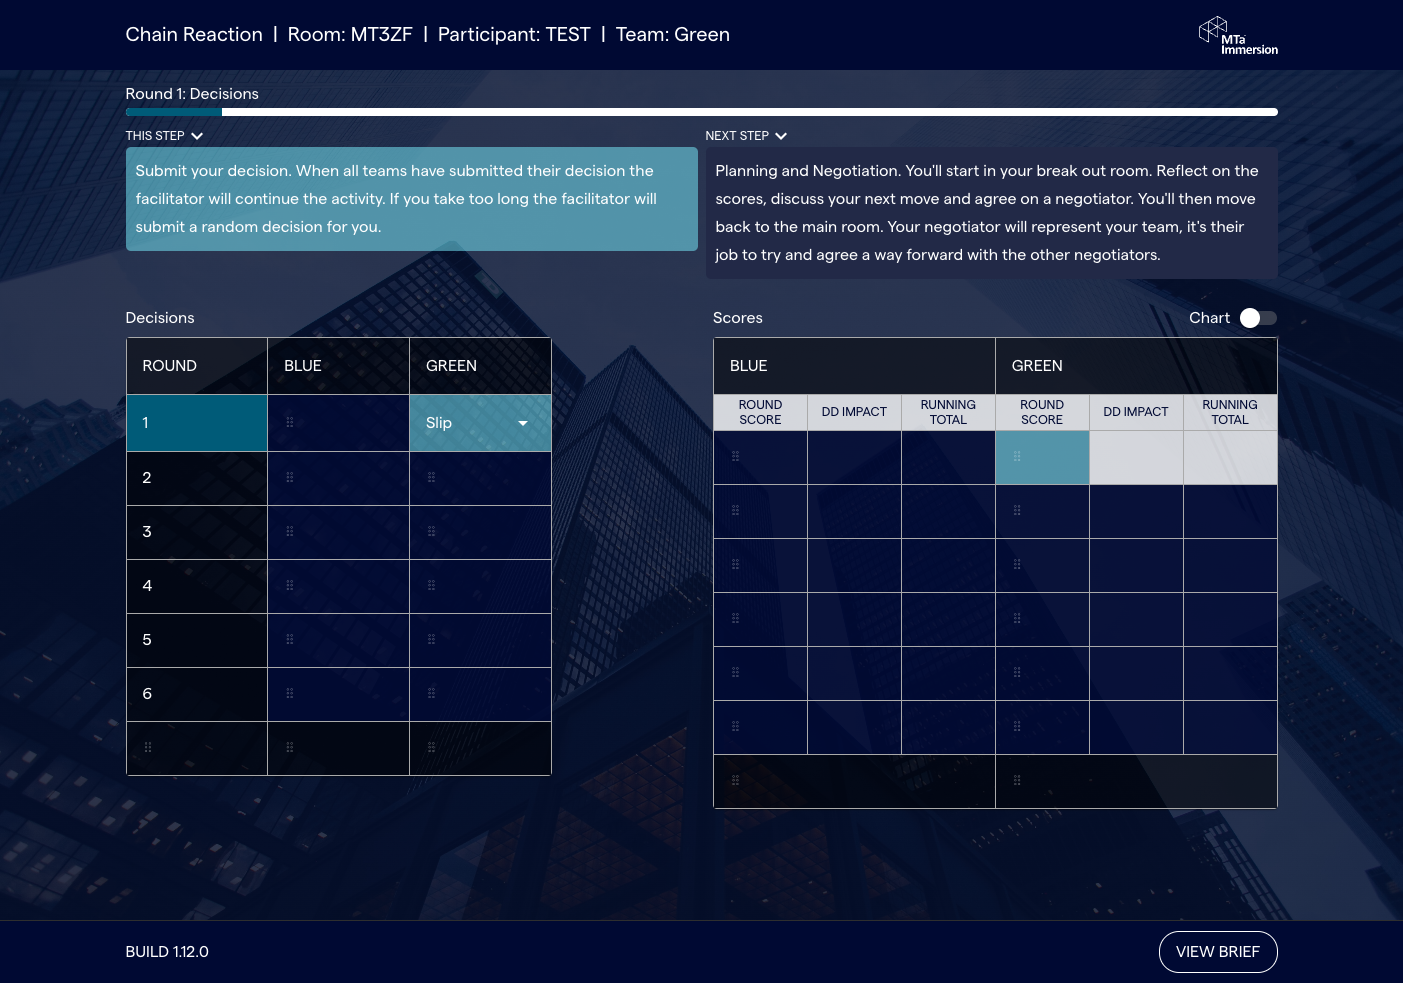 Chain Reaction | Room: MT3ZF | Participant: TEST | Team: Green
MTa
Immersion
Round 1: Decisions
THIS STEP
Submit your decision. When all teams have submitted their decision the
facilitator will continue the activity. If you take too long the facilitator will
submit a random decision for you.
NEXT STEP
Planning and Negotiation. You'll start in your break out room. Reflect on the
scores, discuss your next move and agree on a negotiator. You'll then move
back to the main room. Your negotiator will represent your team, it's their
job to try and agree a way forward with the other negotiators.
Decisions
ROUND BLUE GREEN
1 Slip
2
3
4
5
6
Scores
Chart
BLUE GREEN
ROUND SCORE DD IMPACT RUNNING TOTAL ROUND SCORE DD IMPACT RUNNING TOTAL
BUILD 1.12.0
VIEW BRIEF